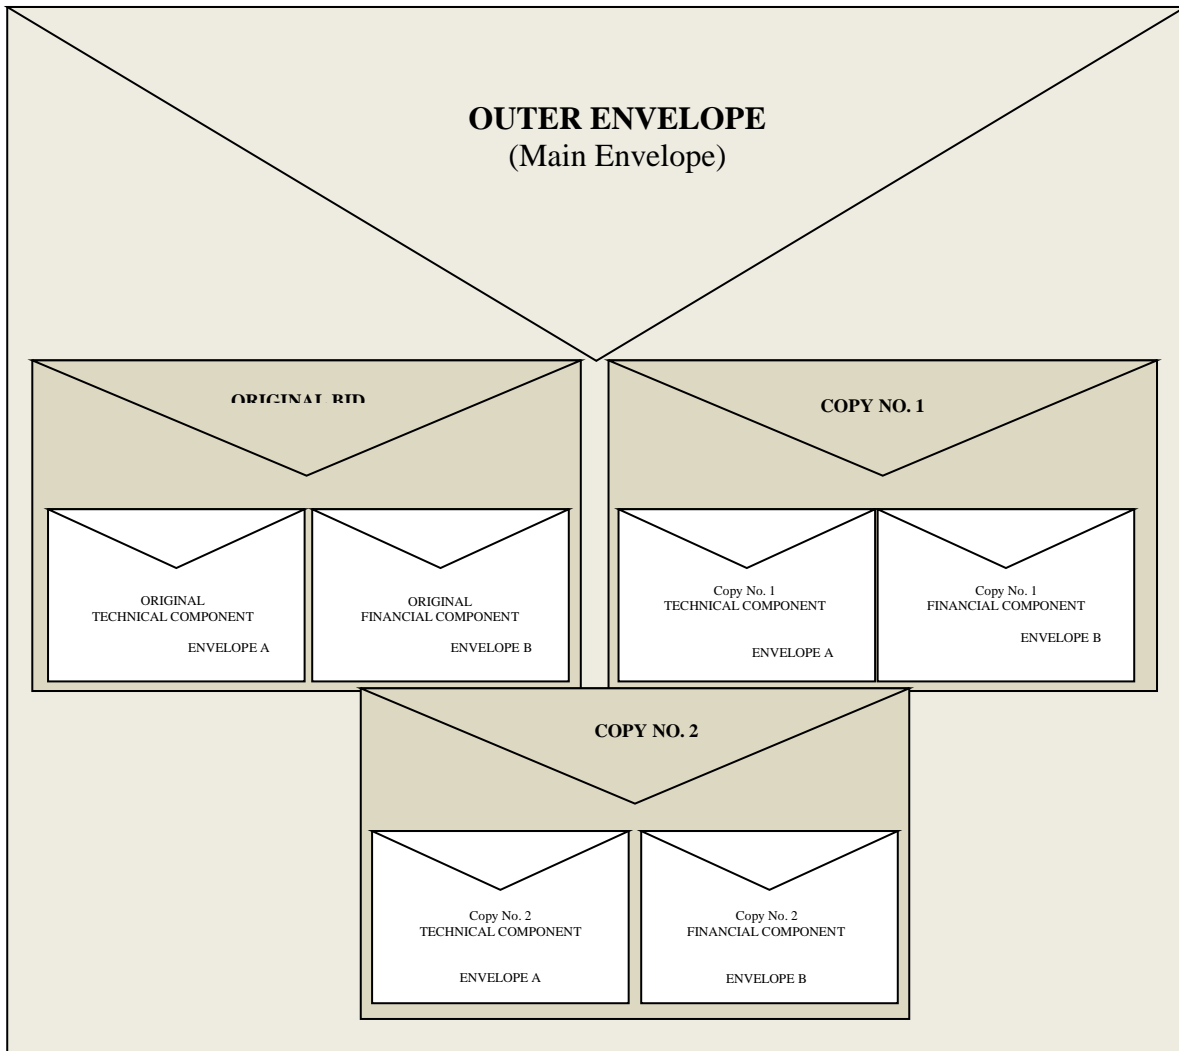 OUTER ENVELOPE
(Main Envelope)
ORIGINAL BID
COPY NO. 1
ORIGINAL
TECHNICAL COMPONENT
ENVELOPE A
ORIGINAL
FINANCIAL COMPONENT
ENVELOPE B
Copy No. 1
TECHNICAL COMPONENT
ENVELOPE A
Copy No. 1
FINANCIAL COMPONENT
ENVELOPE B
COPY NO. 2
Copy No. 2
TECHNICAL COMPONENT
ENVELOPE A
Copy No. 2
FINANCIAL COMPONENT
ENVELOPE B